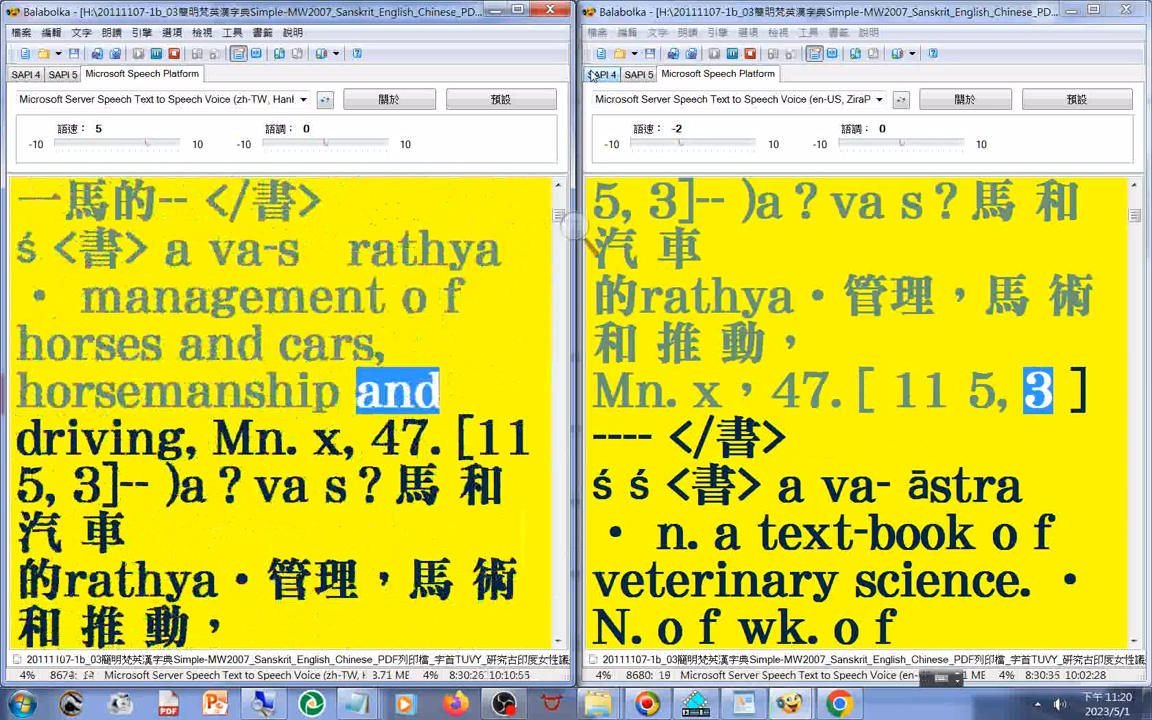 Balabolka - [H:\20111107-1b_03簡明梵英漢字典Simple-MW2007_Sanskrit_English_Chinese_PD...
檔案 編輯 文字 朗讀 引擎 選項 檢視 工具 書籤 說明
SAPI 4 SAPI 5 Microsoft Speech Platform
Microsoft Server Speech Text to Speech Voice (zh-TW, HanH
關於 預設
語速： 5 語調： 0
-10 10 -10 10
一馬的-- </書>
ś <書> a va-s rathya
• management o f
horses and cars,
horsemanship and
driving, Mn. x, 47. [11
5, 3]-- )a？va s？馬 和
汽 車
的rathya•管理，馬 術
和 推 動，
20111107-1b_03簡明梵英漢字典Simple-MW2007_Sanskrit_English_Chinese_PDF列印檔_字首TUVY_研究古印度女性議
4% Microsoft Server Speech Text to Speech Voice (zh-TW, H 3.71 MB 4% 8:30:26 10:10:55
Balabolka - [H:\20111107-1b_03簡明梵英漢字典Simple-MW2007_Sanskrit_English_Chinese_PD...
檔案 編輯 文字 朗讀 引擎 選項 檢視 工具 書籤 說明
SAPI 4 SAPI 5 Microsoft Speech Platform
Microsoft Server Speech Text to Speech Voice (en-US, ZiraP
關於 預設
語速： -2 語調： 0
-10 10 -10 10
5, 3]-- )a？va s？馬 和
汽 車
的rathya•管理，馬 術
和 推 動，
Mn. x，47. [ 11 5, 3 ]
---- </書>
ś ś <書> a va- āstra
• n. a text-book o f
veterinary science. •
N. o f wk. o f
20111107-1b_03簡明梵英漢字典Simple-MW2007_Sanskrit_English_Chinese_PDF列印檔_字首TUVY_研究古印度女性議
4% 8680: 19 Microsoft Server Speech Text to Speech Voice 4% 8:30:35 10:02:28
下午 11:20
2023/5/1